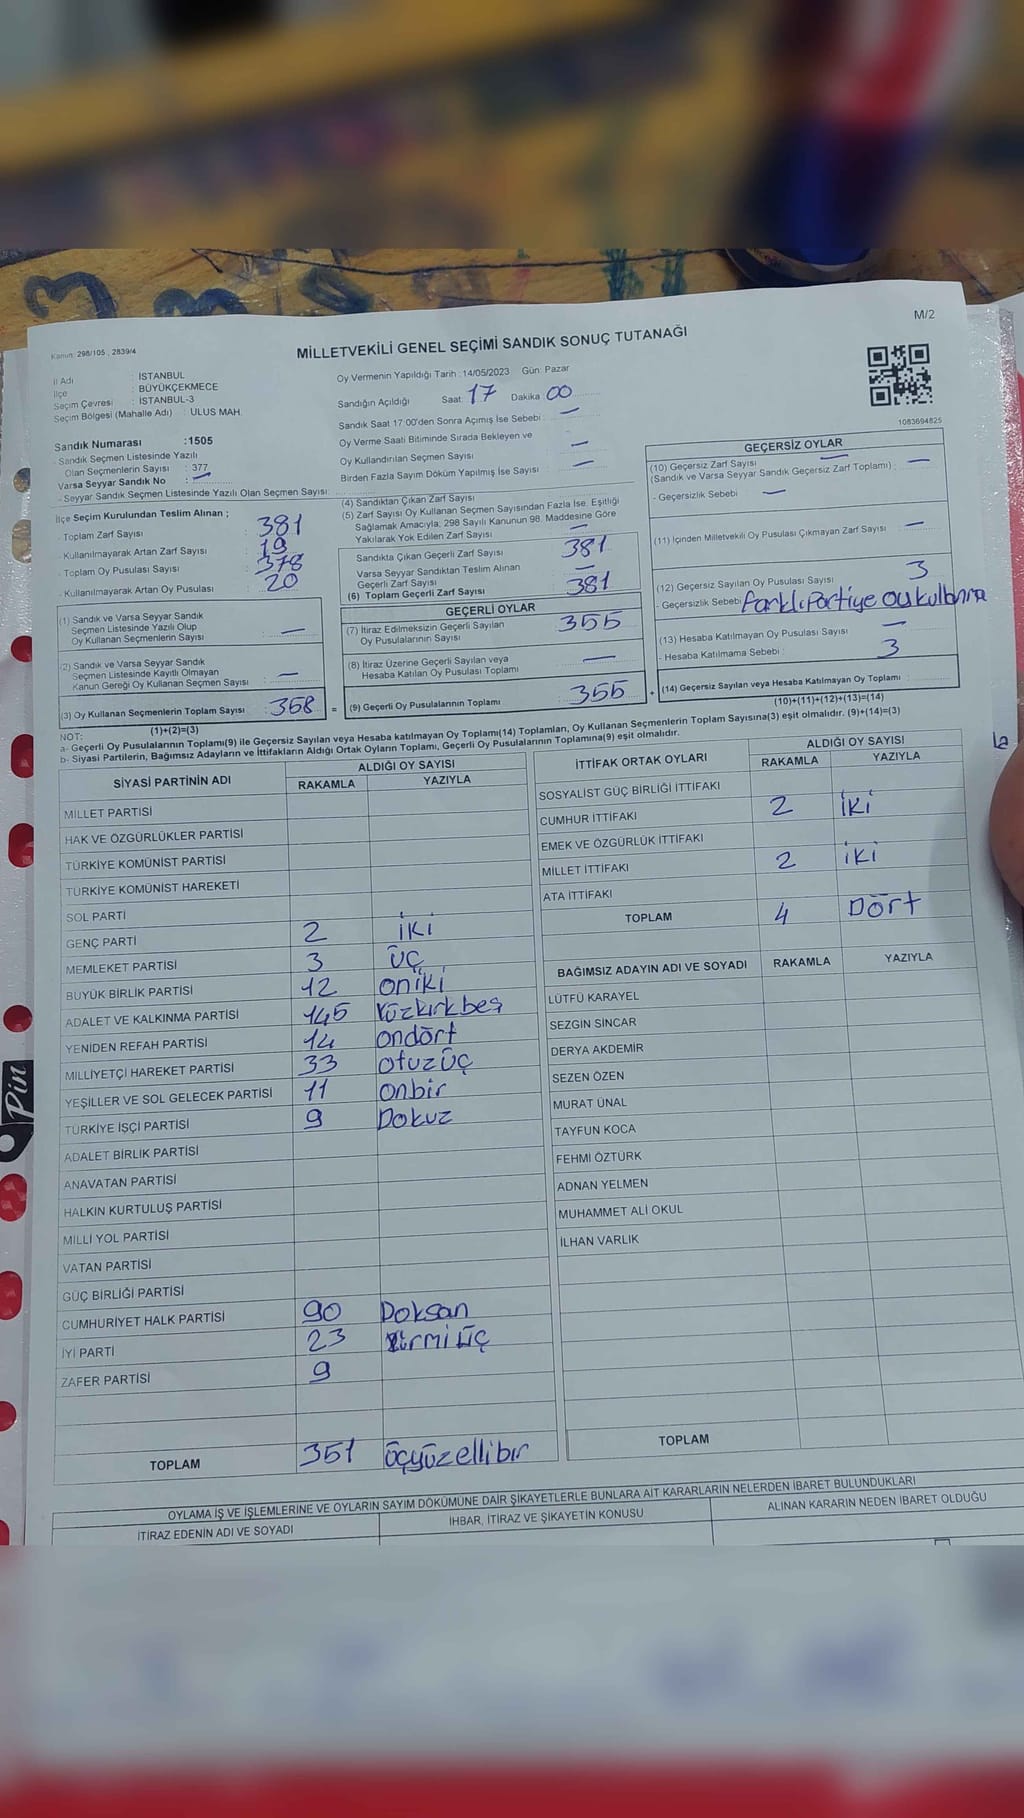 M/2
Kanun: 298/105, 2839/4
MİLLETVEKİLİ GENEL SEÇİMİ SANDIK SONUÇ TUTANAĞI
İl Adı : İSTANBUL
İlçe : BÜYÜKÇEKMECE
Seçim Çevresi : İSTANBUL-3
Seçim Bölgesi (Mahalle Adı) : ULUS MAH.
Oy Vermenin Yapıldığı Tarih : 14/05/2023 Gün: Pazar
Sandığın Açıldığı Saat 17 Dakika 00
Sandık Saat 17:00'den Sonra Açımış İse Sebebi : —
Oy Verme Saati Bitiminde Sırada Bekleyen ve
Oy Kullandırılan Seçmen Sayısı —
Birden Fazla Sayım Döküm Yapılmış İse Sayısı —
1083694825
Sandık Numarası :1505
- Sandık Seçmen Listesinde Yazılı
Olan Seçmenlerin Sayısı : 377
Varsa Seyyar Sandık No —
- Seyyar Sandık Seçmen Listesinde Yazılı Olan Seçmen Sayısı:
İlçe Seçim Kurulundan Teslim Alınan ;
- Toplam Zarf Sayısı 381
- Kullanılmayarak Artan Zarf Sayısı 19
- Toplam Oy Pusulası Sayısı 378
- Kullanılmayarak Artan Oy Pusulası 20
(1) Sandık ve Varsa Seyyar Sandık
Seçmen Listesinde Yazılı Olup
Oy Kullanan Seçmenlerin Sayısı : —
(2) Sandık ve Varsa Seyyar Sandık
Seçmen Listesinde Kayıtlı Olmayan
Kanun Gereği Oy Kullanan Seçmen Sayısı : —
(3) Oy Kullanan Seçmenlerin Toplam Sayısı : 358
(1)+(2)=(3)
(4) Sandıktan Çıkan Zarf Sayısı
(5) Zarf Sayısı Oy Kullanan Seçmen Sayısından Fazla İse, Eşitliği
Sağlamak Amacıyla; 298 Sayılı Kanunun 98. Maddesine Göre
Yakılarak Yok Edilen Zarf Sayısı —
Sandıkta Çıkan Geçerli Zarf Sayısı 381
Varsa Seyyar Sandıktan Teslim Alınan
Geçerli Zarf Sayısı —
(6) Toplam Geçerli Zarf Sayısı 381
GEÇERLİ OYLAR
(7) İtiraz Edilmeksizin Geçerli Sayılan
Oy Pusulalarının Sayısı 355
(8) İtiraz Üzerine Geçerli Sayılan veya
Hesaba Katılan Oy Pusulası Toplamı —
= (9) Geçerli Oy Pusulalarının Toplamı 355 +
GEÇERSİZ OYLAR
(10) Geçersiz Zarf Sayısı —
(Sandık ve Varsa Seyyar Sandık Geçersiz Zarf Toplamı) : —
- Geçersizlik Sebebi —
(11) İçinden Milletvekili Oy Pusulası Çıkmayan Zarf Sayısı —
(12) Geçersiz Sayılan Oy Pusulası Sayısı 3
- Geçersizlik Sebebi farklı Partiye oy kullanma
(13) Hesaba Katılmayan Oy Pusulası Sayısı —
- Hesaba Katılmama Sebebi : 3
(14) Geçersiz Sayılan veya Hesaba Katılmayan Oy Toplamı
(10)+(11)+(12)+(13)=(14)
NOT:
a- Geçerli Oy Pusulalarının Toplamı(9) ile Geçersiz Sayılan veya Hesaba katılmayan Oy Toplamı(14) Toplamları, Oy Kullanan Seçmenlerin Toplam Sayısına(3) eşit olmalıdır. (9)+(14)=(3)
b- Siyasi Partilerin, Bağımsız Adayların ve İttifakların Aldığı Ortak Oyların Toplamı, Geçerli Oy Pusulalarının Toplamına(9) eşit olmalıdır.
SİYASİ PARTİNİN ADI ALDIĞI OY SAYISI
RAKAMLA YAZIYLA
MİLLET PARTİSİ
HAK VE ÖZGÜRLÜKLER PARTİSİ
TÜRKİYE KOMÜNİST PARTİSİ
TÜRKİYE KOMÜNİST HAREKETİ
SOL PARTİ
GENÇ PARTİ 2 iki
MEMLEKET PARTİSİ 3 üç
BÜYÜK BİRLİK PARTİSİ 12 oniki
ADALET VE KALKINMA PARTİSİ 145 Yüzkırkbeş
YENİDEN REFAH PARTİSİ 14 ondört
MİLLİYETÇİ HAREKET PARTİSİ 33 otuzüç
YEŞİLLER VE SOL GELECEK PARTİSİ 11 onbir
TÜRKİYE İŞÇİ PARTİSİ 9 Dokuz
ADALET BİRLİK PARTİSİ
ANAVATAN PARTİSİ
HALKIN KURTULUŞ PARTİSİ
MİLLİ YOL PARTİSİ
VATAN PARTİSİ
GÜÇ BİRLİĞİ PARTİSİ
CUMHURİYET HALK PARTİSİ 90 Doksan
İYİ PARTİ 23 Yirmi üç
ZAFER PARTİSİ 9
TOPLAM 351 üçyüzellibir
İTTİFAK ORTAK OYLARI ALDIĞI OY SAYISI
RAKAMLA YAZIYLA
SOSYALİST GÜÇ BİRLİĞİ İTTİFAKI
CUMHUR İTTİFAKI 2 iki
EMEK VE ÖZGÜRLÜK İTTİFAKI
MİLLET İTTİFAKI 2 iki
ATA İTTİFAKI
TOPLAM 4 Dört
BAĞIMSIZ ADAYIN ADI VE SOYADI RAKAMLA YAZIYLA
LÜTFÜ KARAYEL
SEZGİN SİNCAR
DERYA AKDEMİR
SEZEN ÖZEN
MURAT ÜNAL
TAYFUN KOCA
FEHMİ ÖZTÜRK
ADNAN YELMEN
MUHAMMET ALİ OKUL
İLHAN VARLIK
TOPLAM
OYLAMA İŞ VE İŞLEMLERİNE VE OYLARIN SAYIM DÖKÜMÜNE DAİR ŞİKAYETLERLE BUNLARA AİT KARARLARIN NELERDEN İBARET BULUNDUKLARI
İTİRAZ EDENİN ADI VE SOYADI İHBAR, İTİRAZ VE ŞİKAYETİN KONUSU ALINAN KARARIN NEDEN İBARET OLDUĞU
Pin